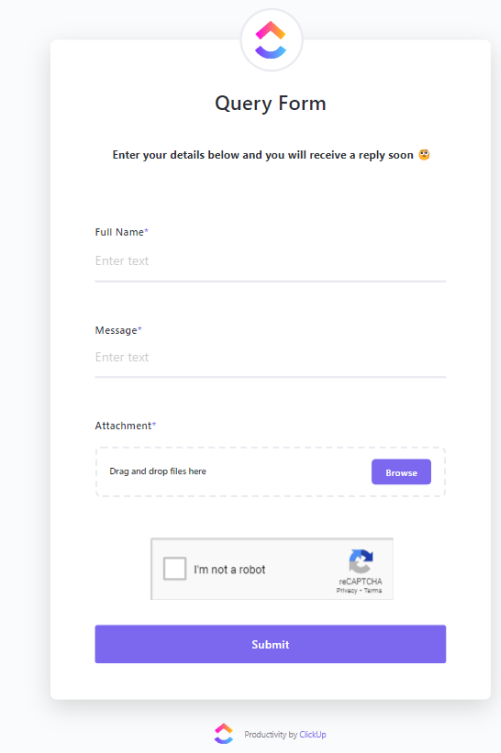 Query Form
Enter your details below and you will receive a reply soon 🤓
Full Name*
Enter text
Message*
Enter text
Attachment*
Drag and drop files here
Browse
I'm not a robot
reCAPTCHA
Privacy - Terms
Submit
Productivity by ClickUp